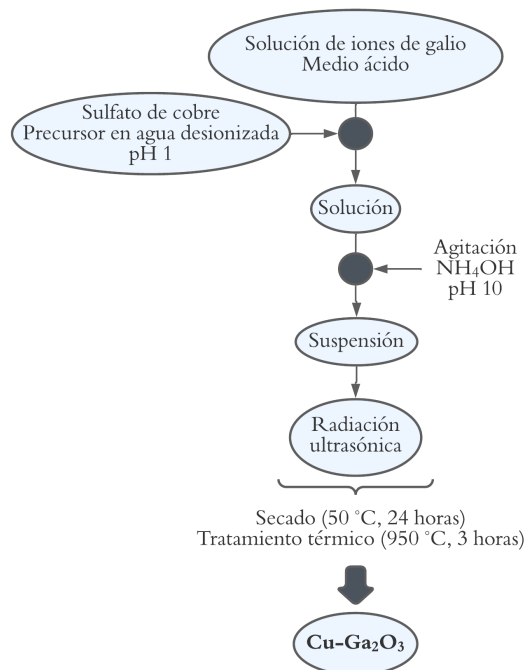 Solución de iones de galio
Medio ácido
Sulfato de cobre
Precursor en agua desionizada
pH 1
Solución
Agitación
NH₄OH
pH 10
Suspensión
Radiación
ultrasónica
Secado (50 °C, 24 horas)
Tratamiento térmico (950 °C, 3 horas)
Cu-Ga₂O₃